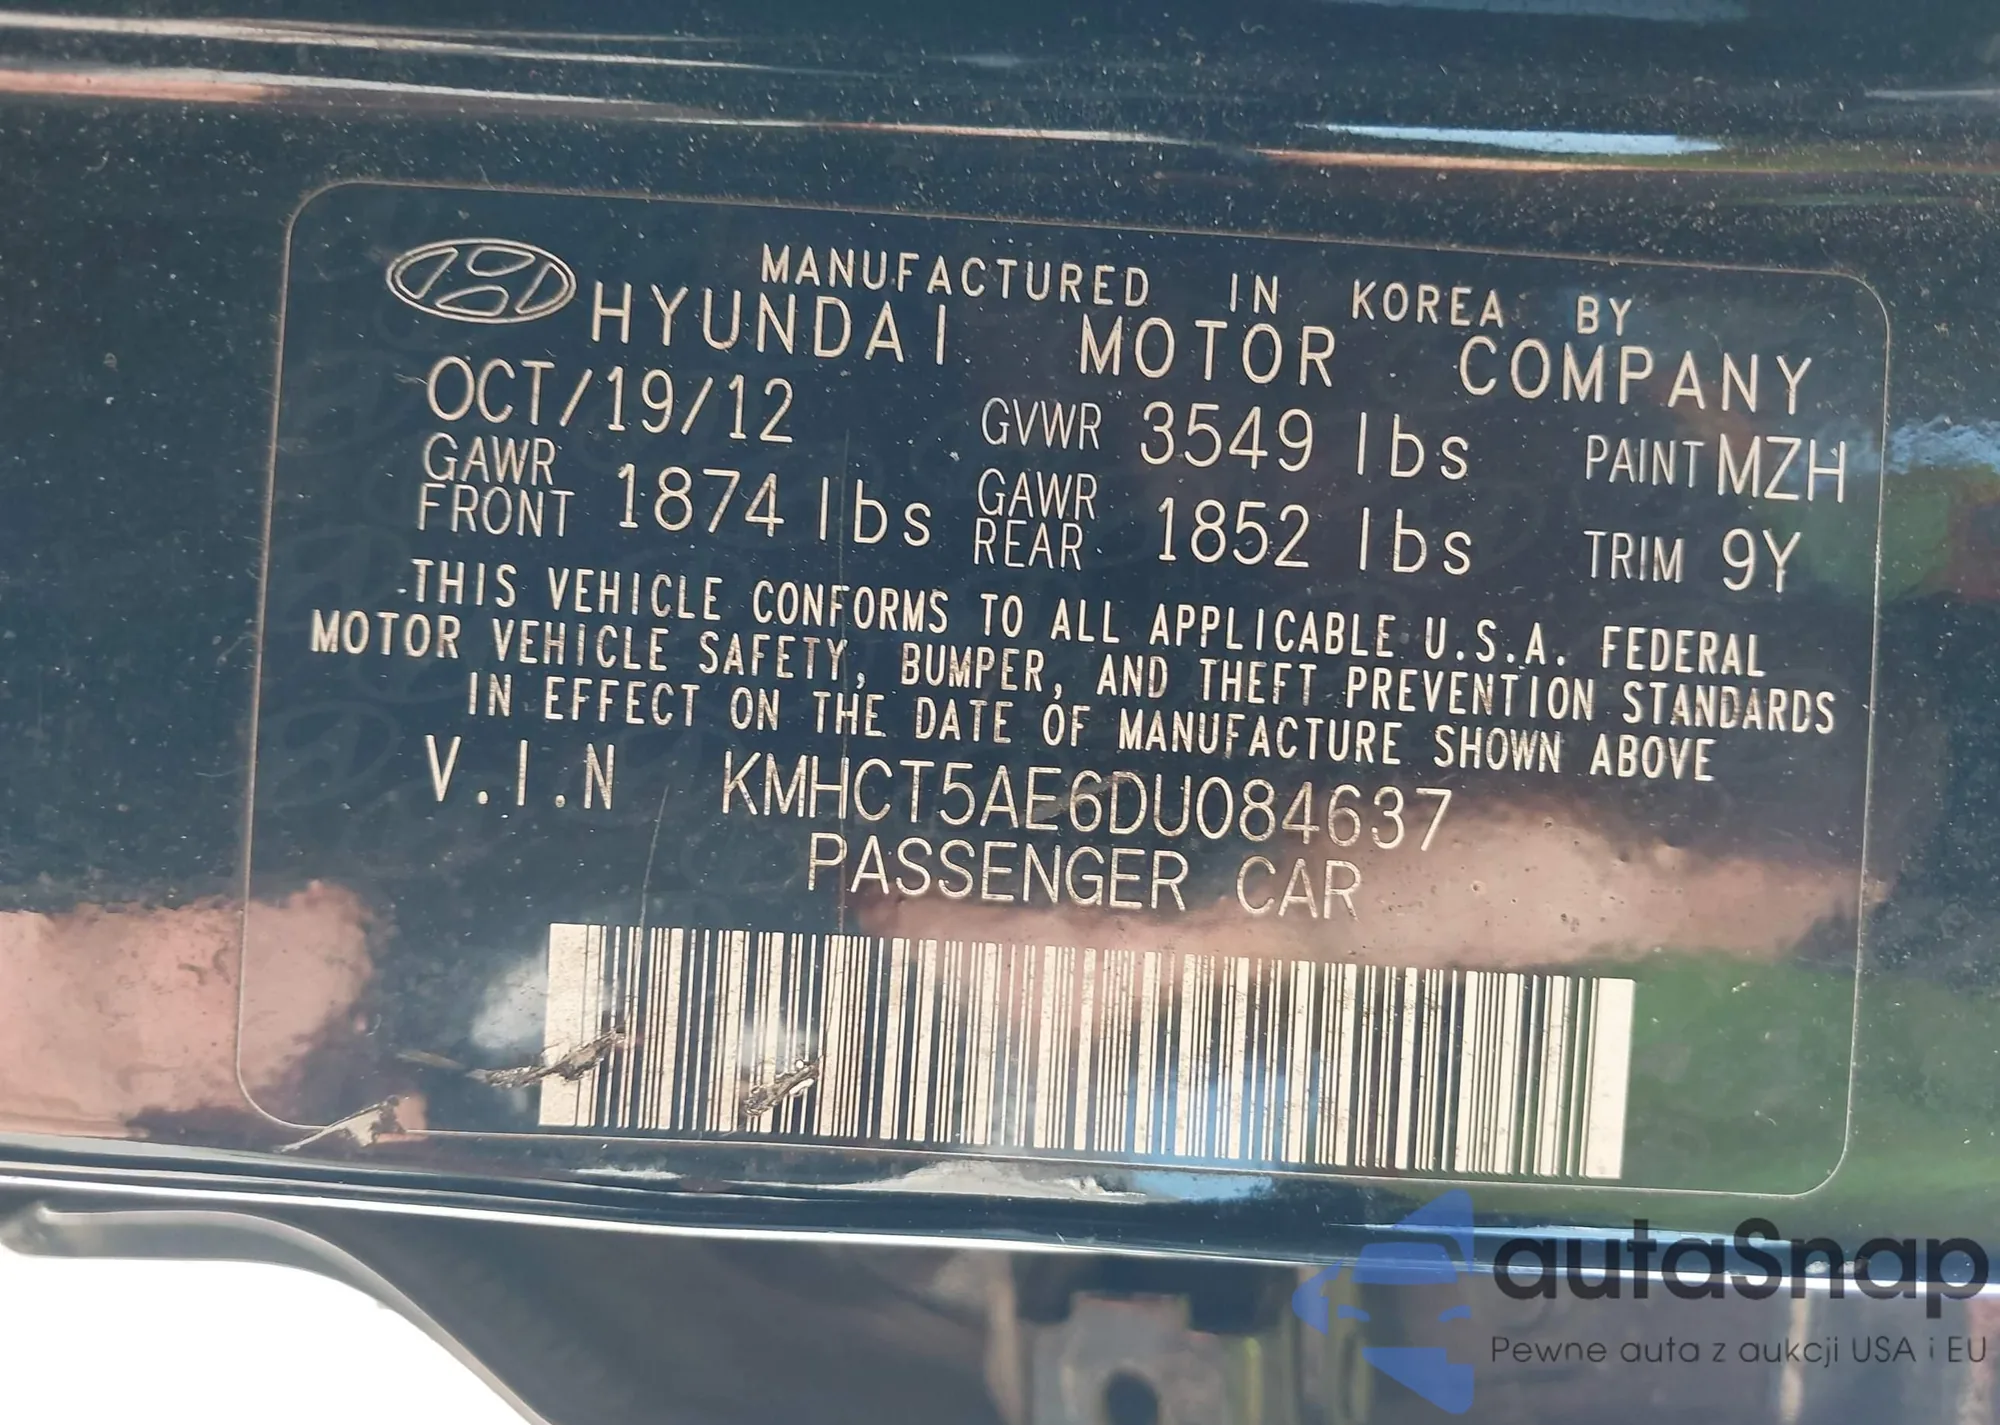 MANUFACTURED IN KOREA BY
HYUNDAI MOTOR COMPANY
OCT/19/12 GVWR 3549 lbs PAINT MZH
GAWR FRONT 1874 lbs GAWR REAR 1852 lbs TRIM 9Y
THIS VEHICLE CONFORMS TO ALL APPLICABLE U.S.A. FEDERAL
MOTOR VEHICLE SAFETY, BUMPER, AND THEFT PREVENTION STANDARDS
IN EFFECT ON THE DATE OF MANUFACTURE SHOWN ABOVE
V.I.N KMHCT5AE6DU084637
PASSENGER CAR
autaSnap
Pewne auta z aukcji USA i EU